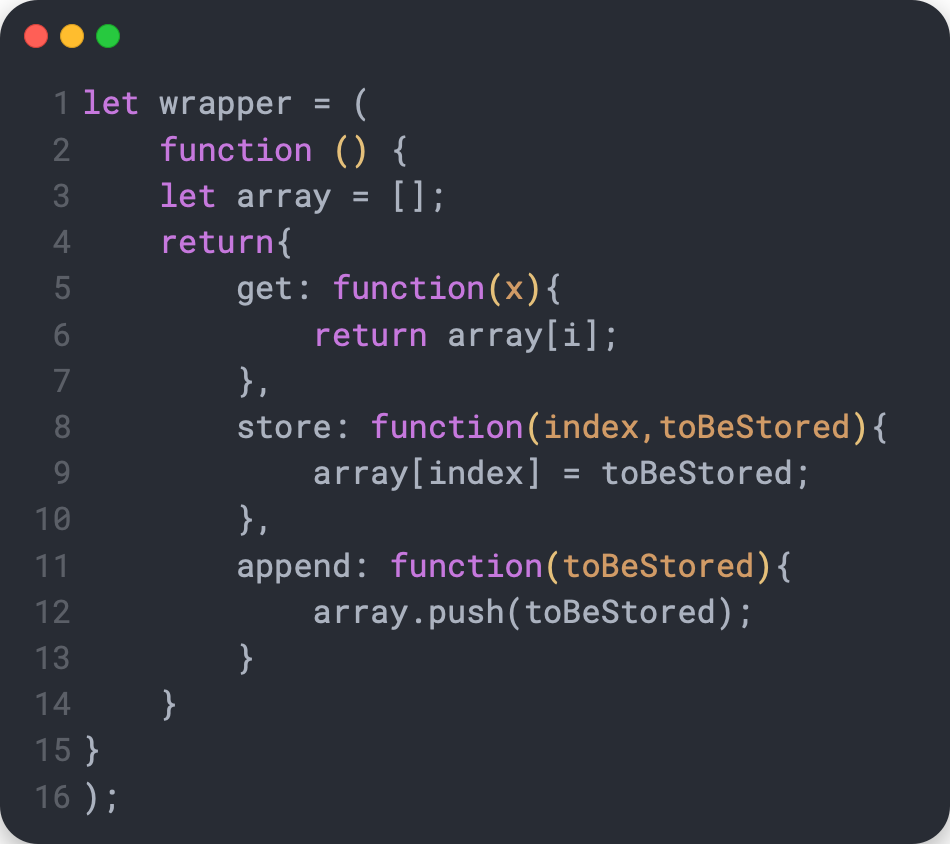 1 let wrapper = (
2     function () {
3     let array = [];
4     return{
5         get: function(x){
6             return array[i];
7         },
8         store: function(index,toBeStored){
9             array[index] = toBeStored;
10         },
11         append: function(toBeStored){
12             array.push(toBeStored);
13         }
14     }
15 }
16 );